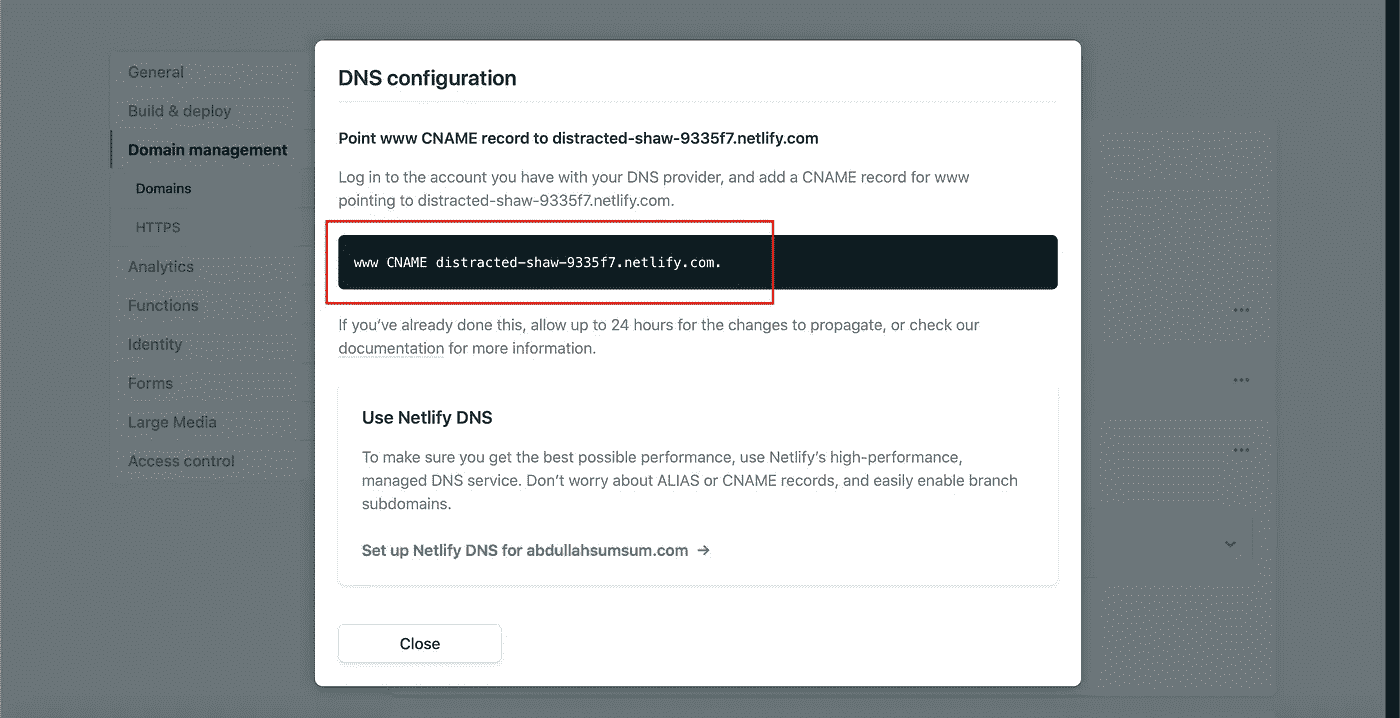 General
Build & deploy
Domain management
Domains
HTTPS
Analytics
Functions
Identity
Forms
Large Media
Access control
DNS configuration
Point www CNAME record to distracted-shaw-9335f7.netlify.com
Log in to the account you have with your DNS provider, and add a CNAME record for www
pointing to distracted-shaw-9335f7.netlify.com.
www CNAME distracted-shaw-9335f7.netlify.com.
If you’ve already done this, allow up to 24 hours for the changes to propagate, or check our
documentation for more information.
Use Netlify DNS
To make sure you get the best possible performance, use Netlify’s high-performance,
managed DNS service. Don’t worry about ALIAS or CNAME records, and easily enable branch
subdomains.
Set up Netlify DNS for abdullahsumsum.com →
Close